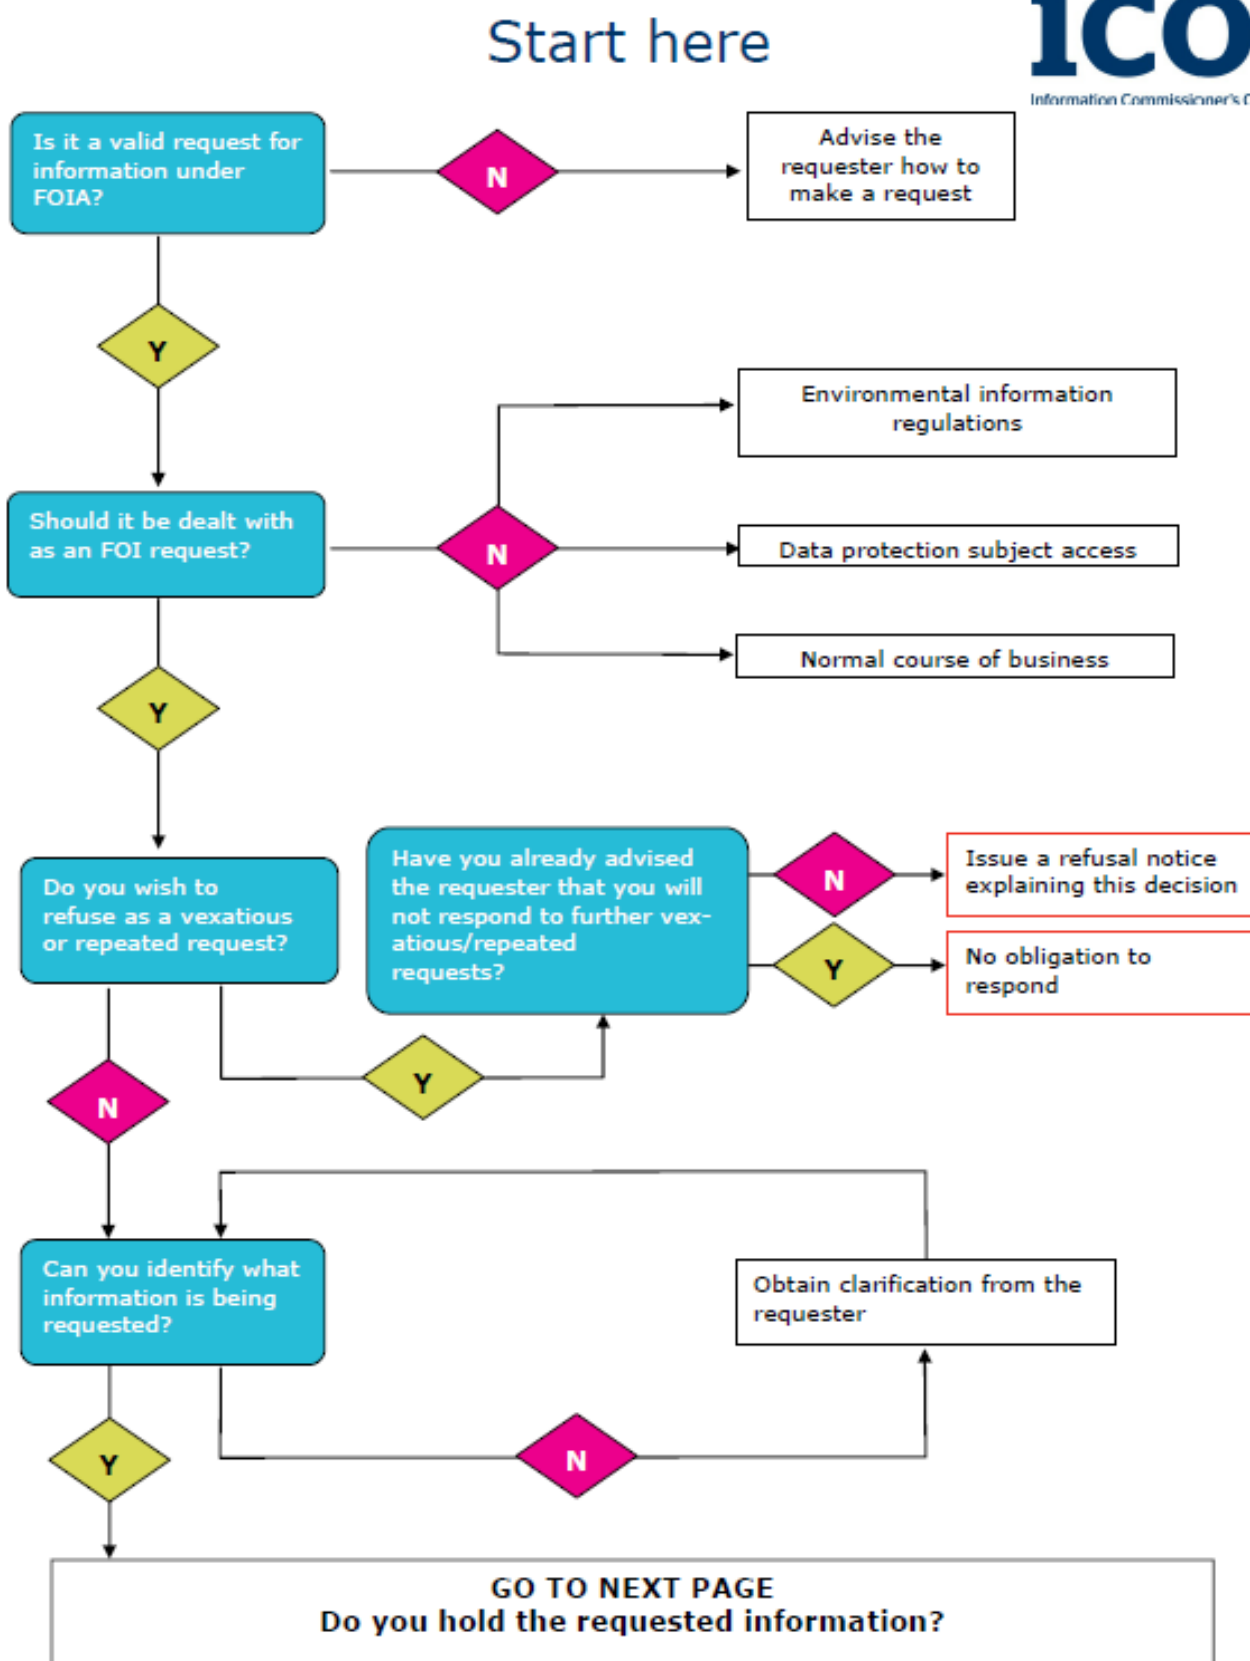 Start here
ico
Information Commissioner's
Is it a valid request for
information under
FOIA?
N
Advise the
requester how to
make a request
Y
Environmental information
regulations
Should it be dealt with
as an FOI request?
N
Data protection subject access
Normal course of business
Y
Do you wish to
refuse as a vexatious
or repeated request?
Have you already advised
the requester that you will
not respond to further vex-
atious/repeated
requests?
N
Issue a refusal notice
explaining this decision
Y
No obligation to
respond
Y
N
Can you identify what
information is being
requested?
Obtain clarification from the
requester
Y
N
GO TO NEXT PAGE
Do you hold the requested information?